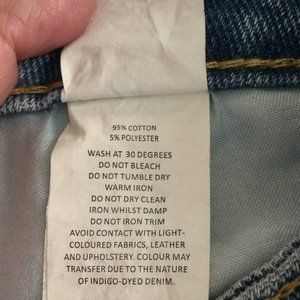 95% COTTON
5% POLYESTER
WASH AT 30 DEGREES
DO NOT BLEACH
DO NOT TUMBLE DRY
WARM IRON
DO NOT DRY CLEAN
IRON WHILST DAMP
DO NOT IRON TRIM
AVOID CONTACT WITH LIGHT-
COLOURED FABRICS, LEATHER
AND UPHOLSTERY. COLOUR MAY
TRANSFER DUE TO THE NATURE
OF INDIGO-DYED DENIM.